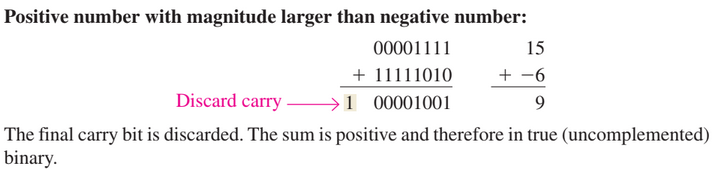 Positive number with magnitude larger than negative number:
00001111 15
+ 11111010 + −6
Discard carry 1 00001001 9
The final carry bit is discarded. The sum is positive and therefore in true (uncomplemented)
binary.